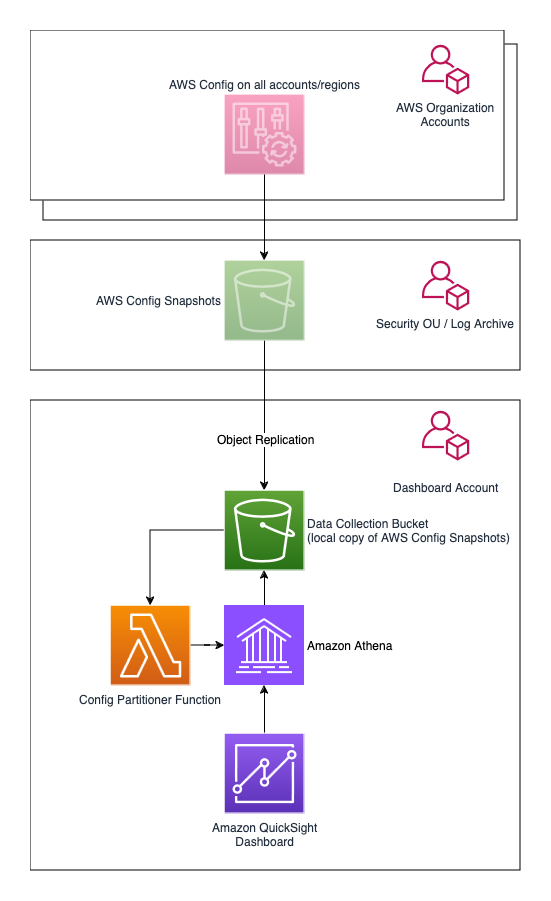 AWS Config on all accounts/regions
AWS Organization
Accounts
AWS Config Snapshots
Security OU / Log Archive
Object Replication
Dashboard Account
Data Collection Bucket
(local copy of AWS Config Snapshots)
Amazon Athena
Config Partitioner Function
Amazon QuickSight
Dashboard